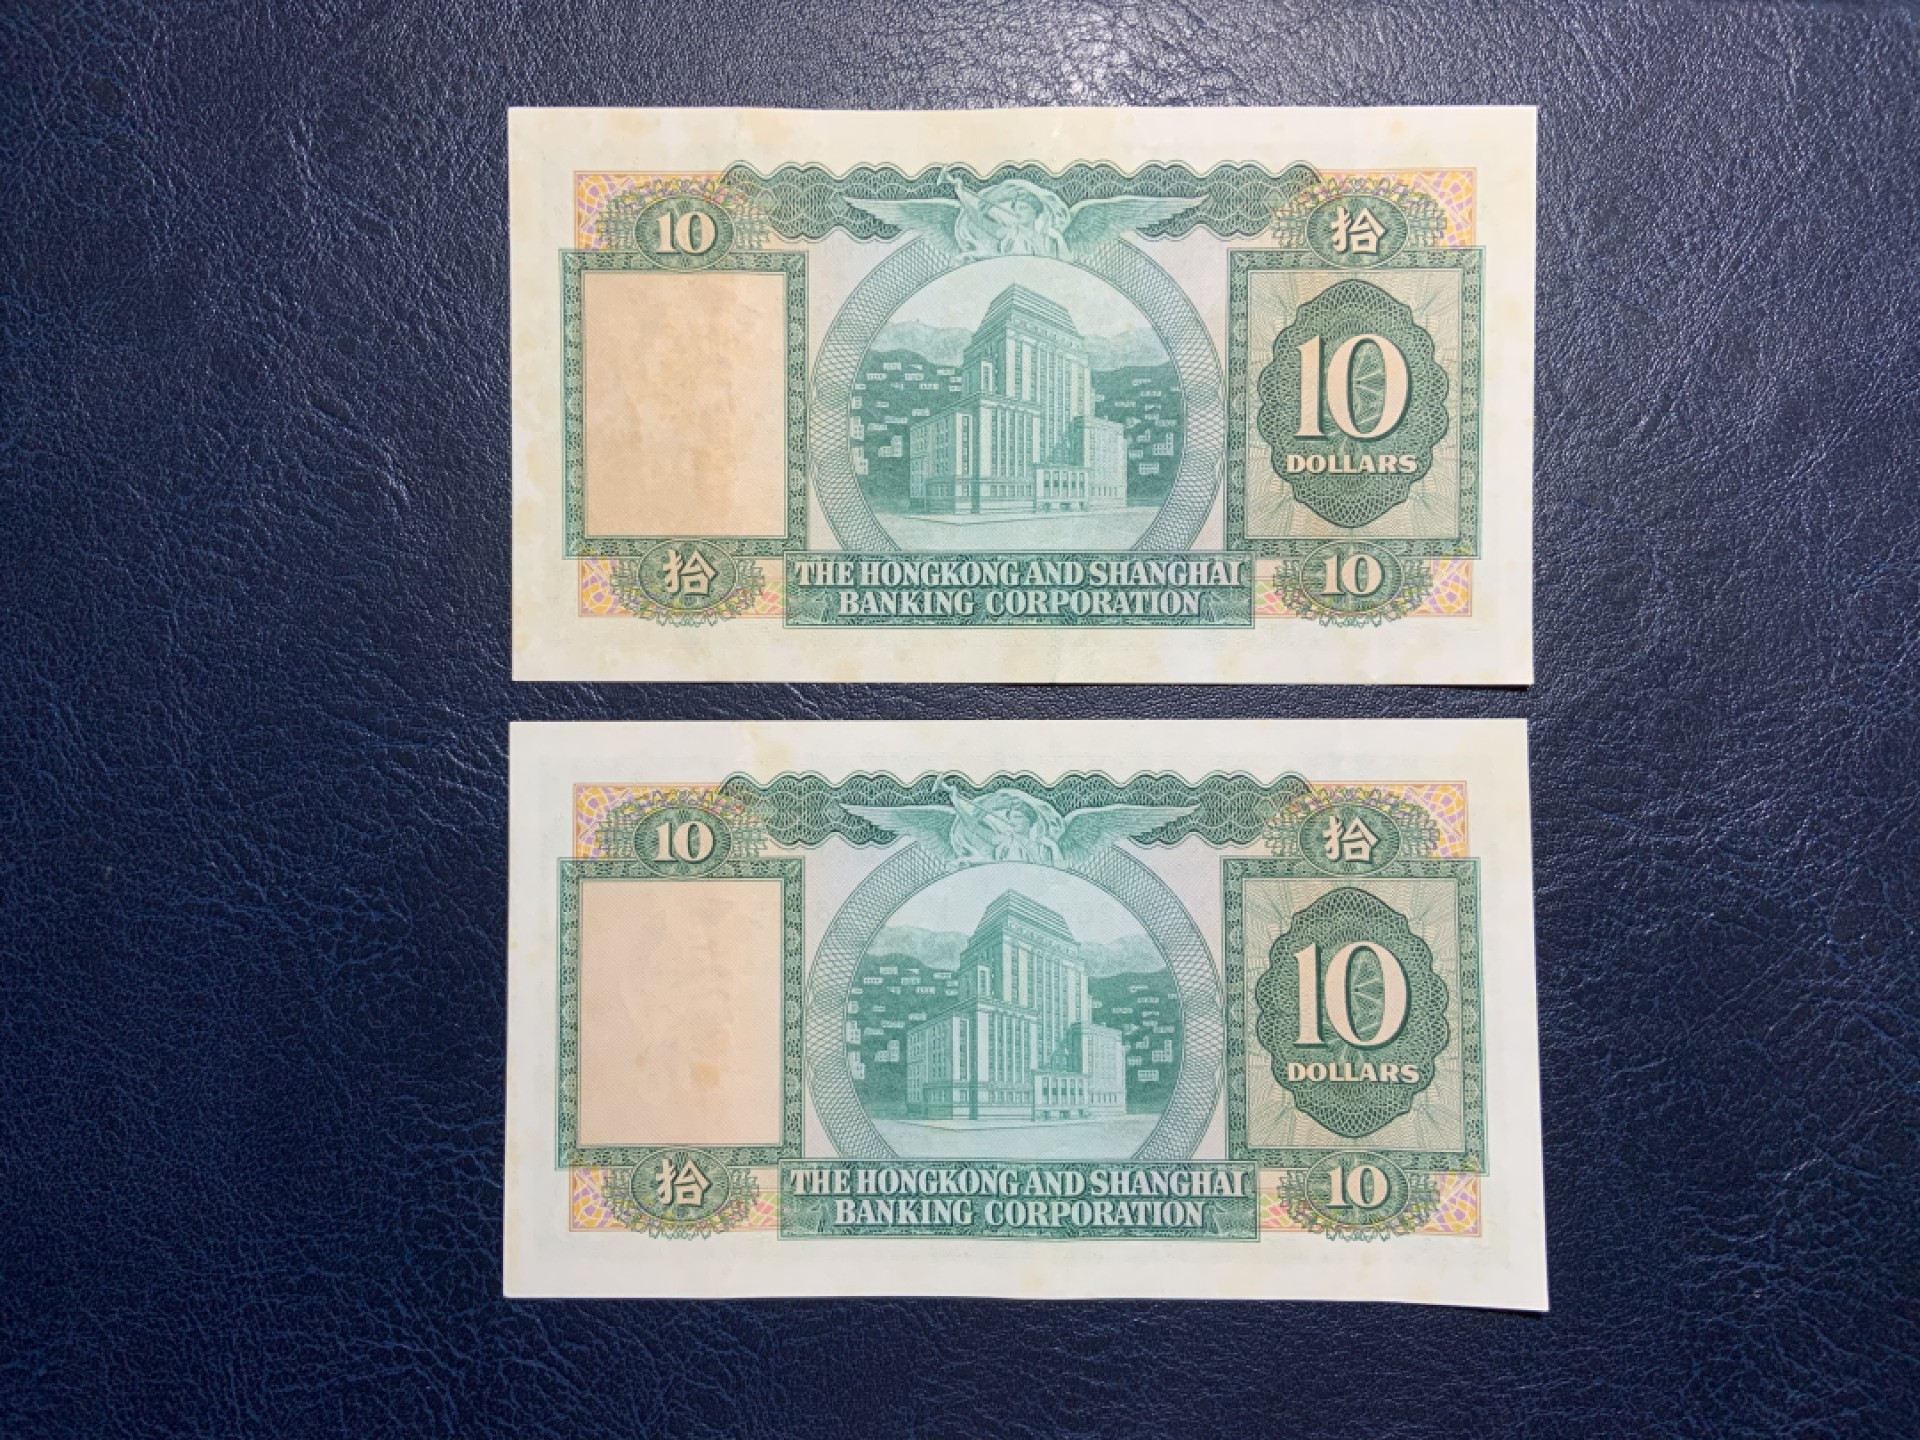 10 拾
10
DOLLARS
拾 THE HONGKONG AND SHANGHAI 10
BANKING CORPORATION
10 拾
10
DOLLARS
拾 THE HONGKONG AND SHANGHAI 10
BANKING CORPORATION